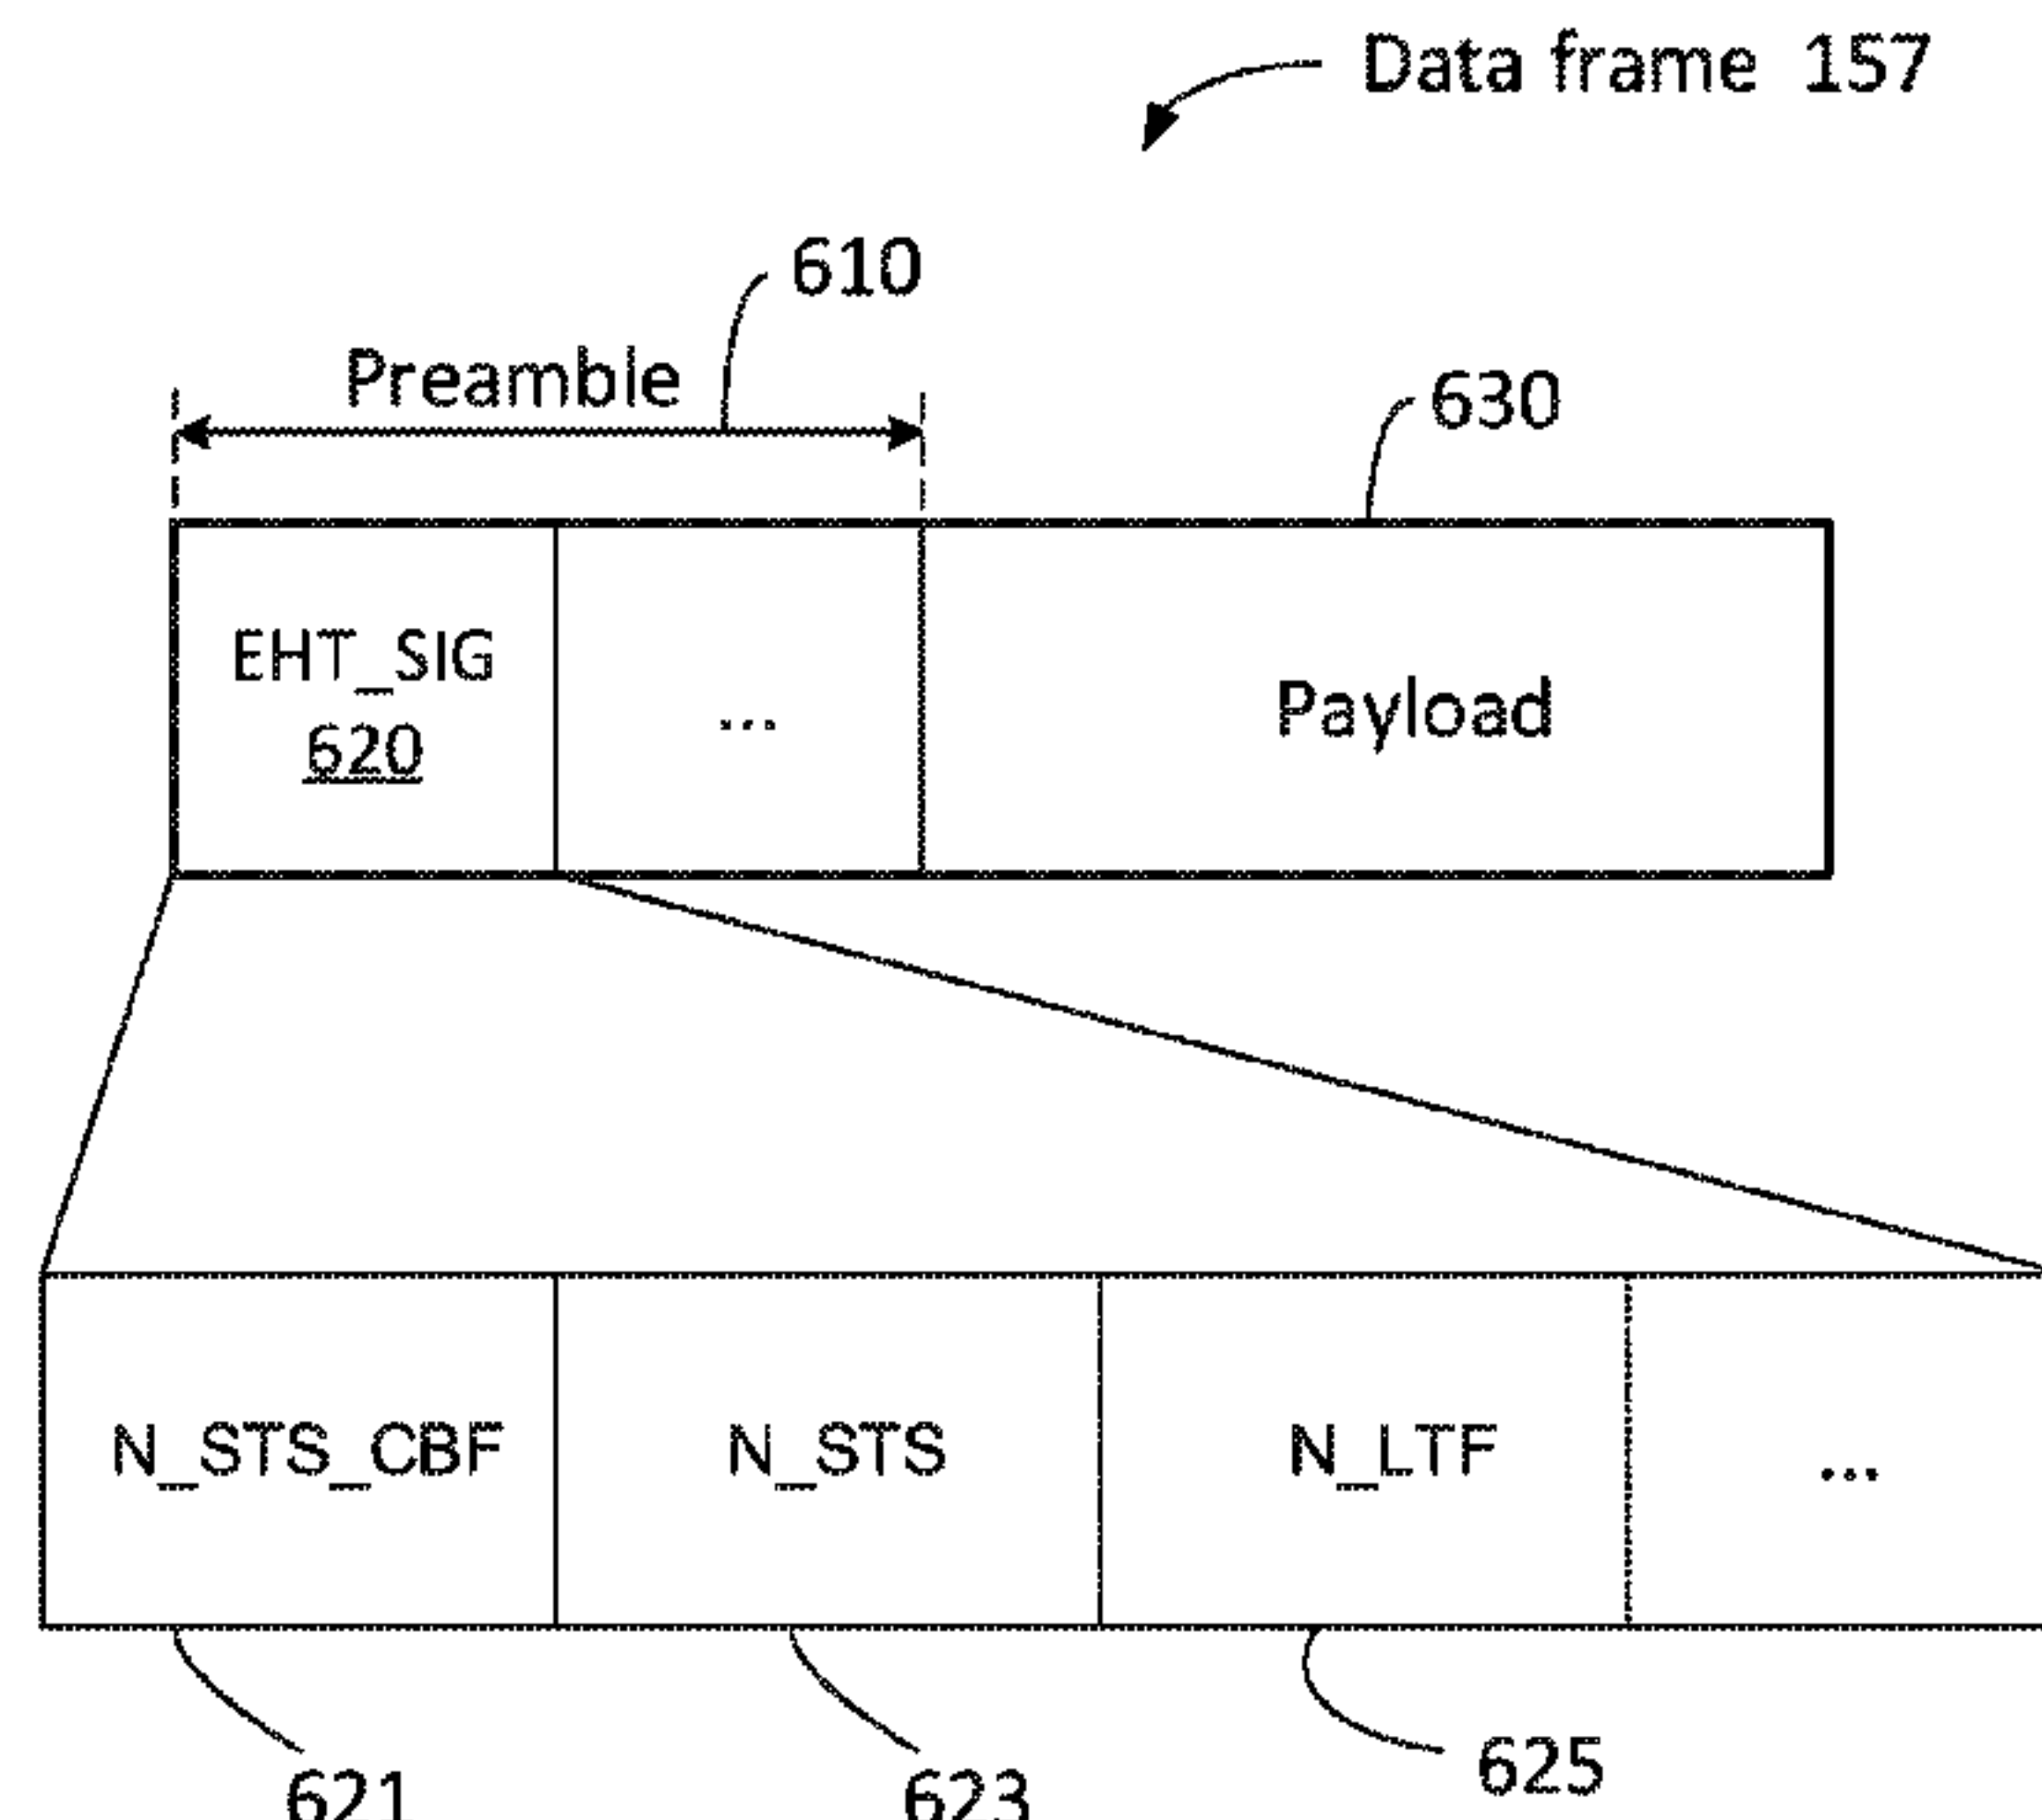 Data frame 157
610
Preamble
630
EHT_SIG
620
...
Payload
N_STS_CBF
N_STS
N_LTF
...
621
623
625